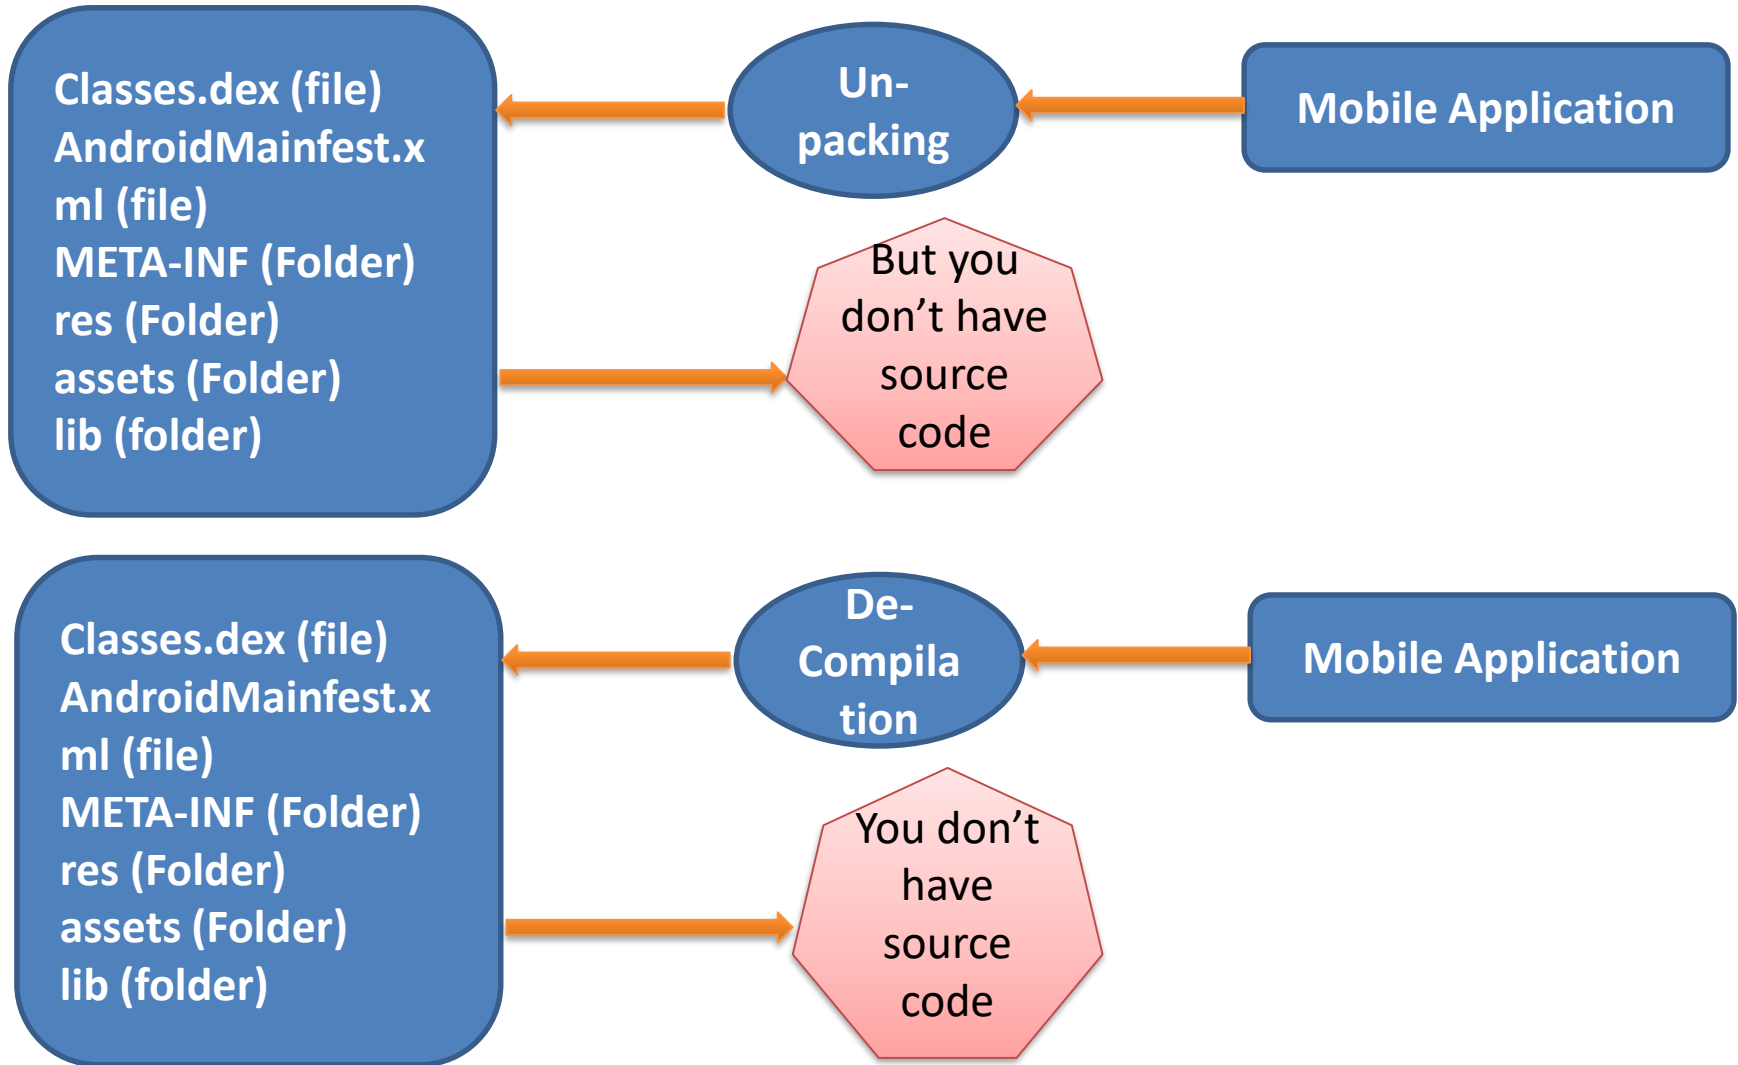 Classes.dex (file)
AndroidMainfest.x
ml (file)
META-INF (Folder)
res (Folder)
assets (Folder)
lib (folder)
Un-
packing
Mobile Application
But you
don’t have
source
code
Classes.dex (file)
AndroidMainfest.x
ml (file)
META-INF (Folder)
res (Folder)
assets (Folder)
lib (folder)
De-
Compila
tion
Mobile Application
You don’t
have
source
code